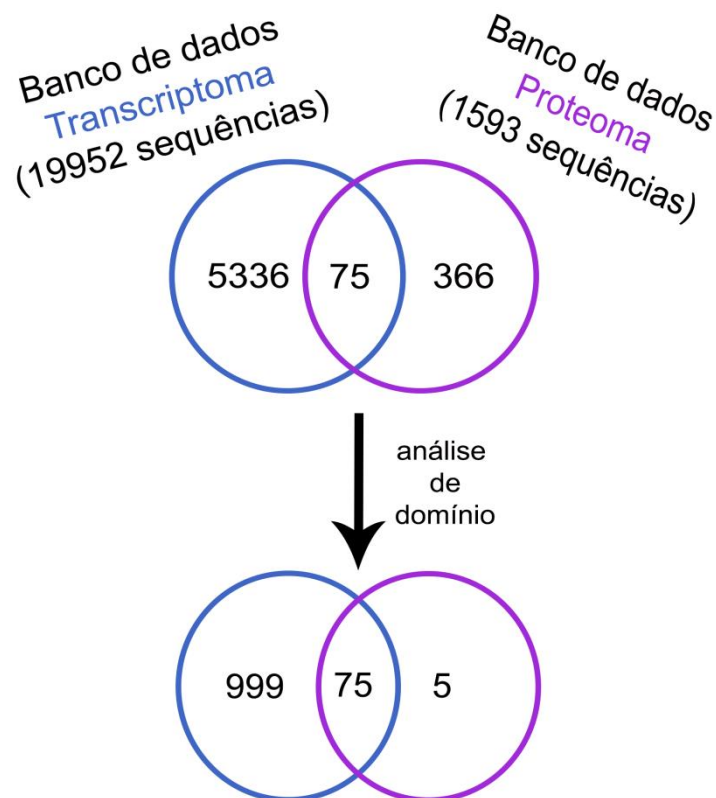 Banco de dados
Transcriptoma
(19952 sequências)
Banco de dados
Proteoma
(1593 sequências)
5336 75 366
análise
de
domínio
999 75 5